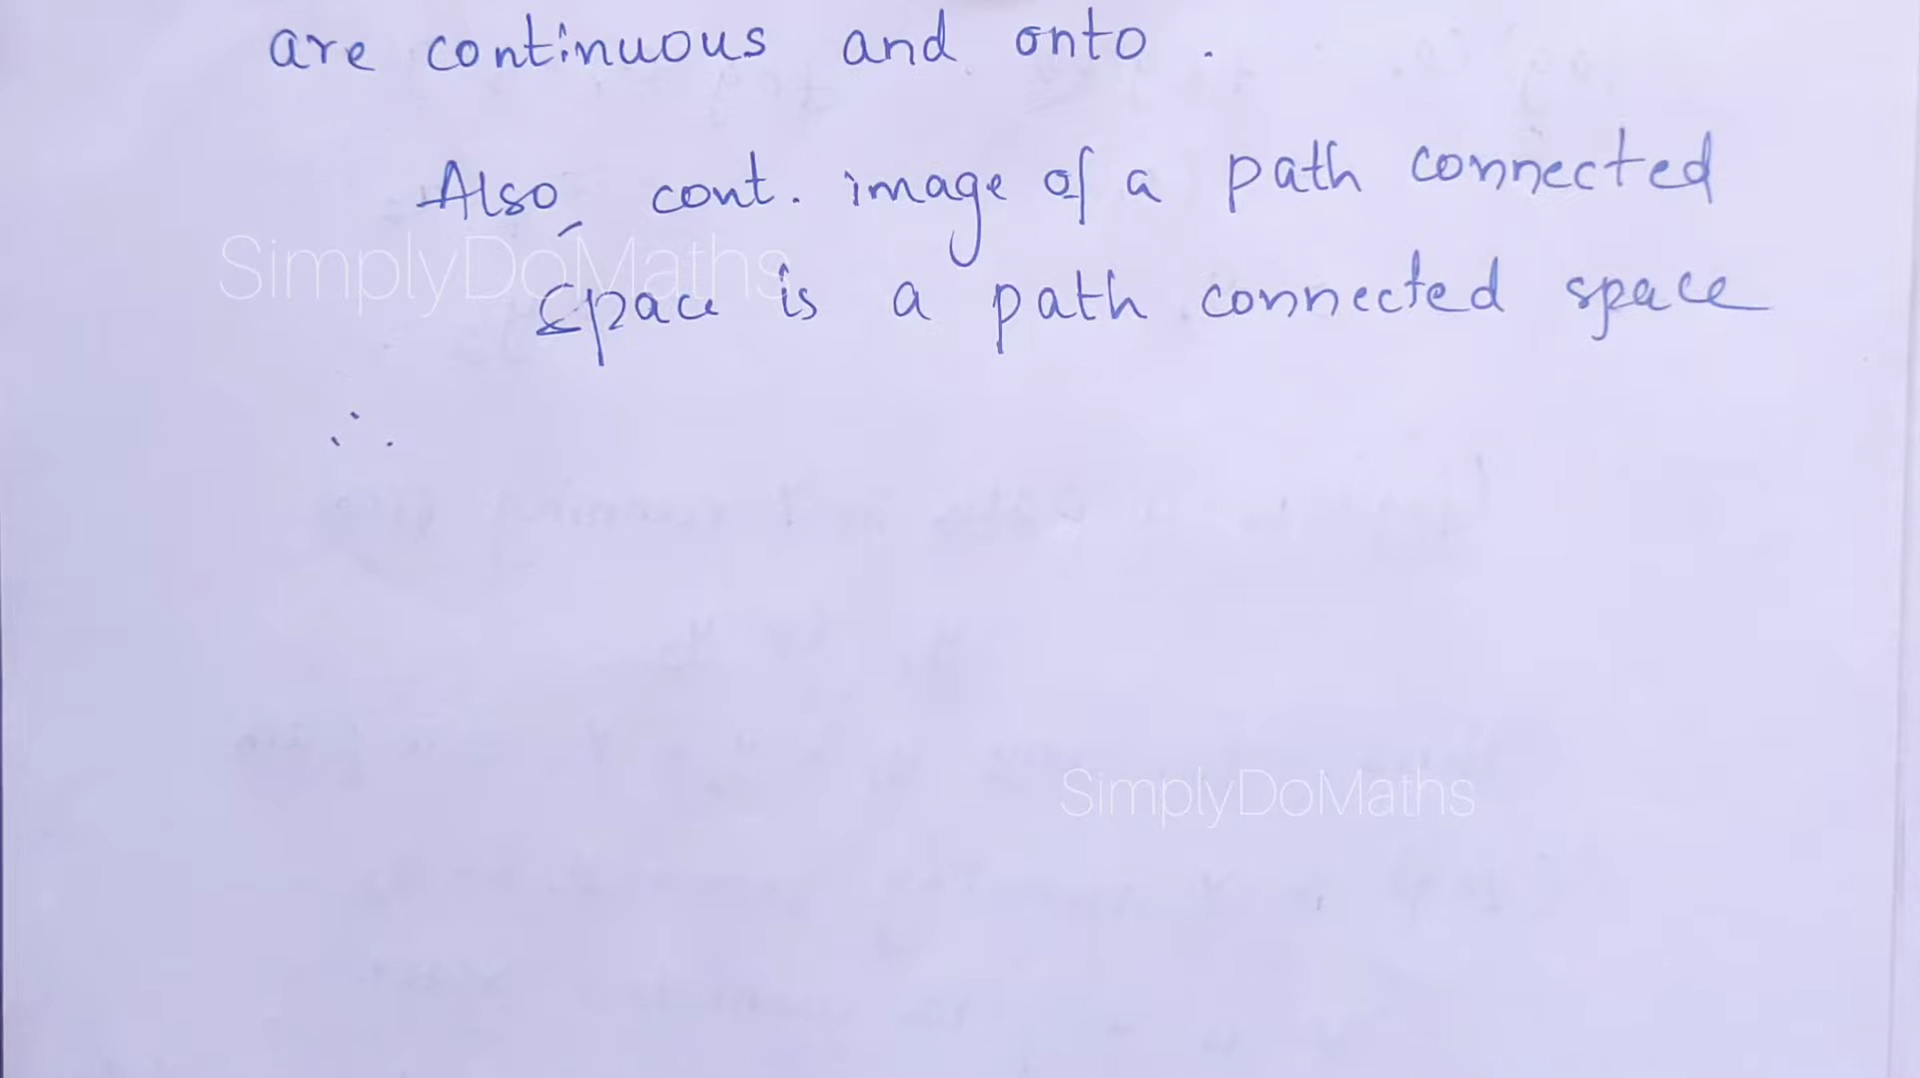 are continuous and onto .
Also, cont. image of a path connected
SimplyDoMaths
space is a path connected space
∴
SimplyDoMaths